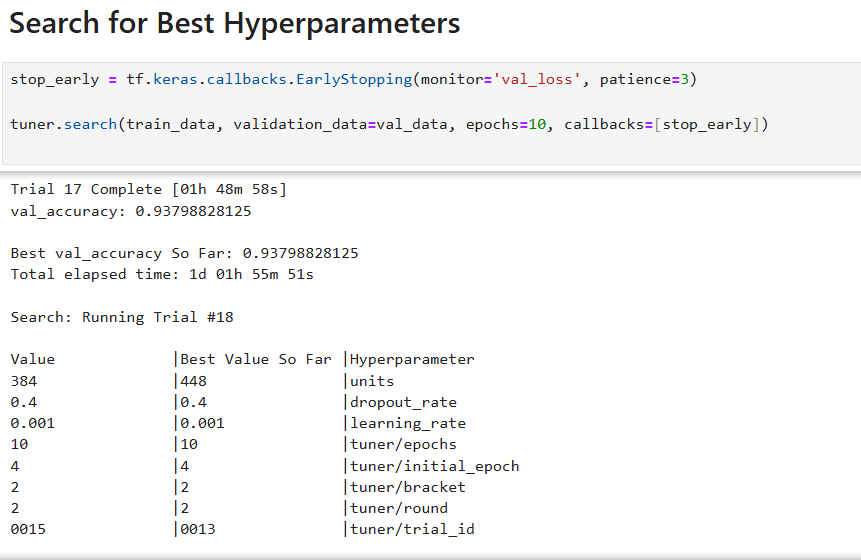 Search for Best Hyperparameters
stop_early = tf.keras.callbacks.EarlyStopping(monitor='val_loss', patience=3)
tuner.search(train_data, validation_data=val_data, epochs=10, callbacks=[stop_early])
Trial 17 Complete [01h 48m 58s]
val_accuracy: 0.93798828125
Best val_accuracy So Far: 0.93798828125
Total elapsed time: 1d 01h 55m 51s
Search: Running Trial #18
Value |Best Value So Far |Hyperparameter
384 |448 |units
0.4 |0.4 |dropout_rate
0.001 |0.001 |learning_rate
10 |10 |tuner/epochs
4 |4 |tuner/initial_epoch
2 |2 |tuner/bracket
2 |2 |tuner/round
0015 |0013 |tuner/trial_id